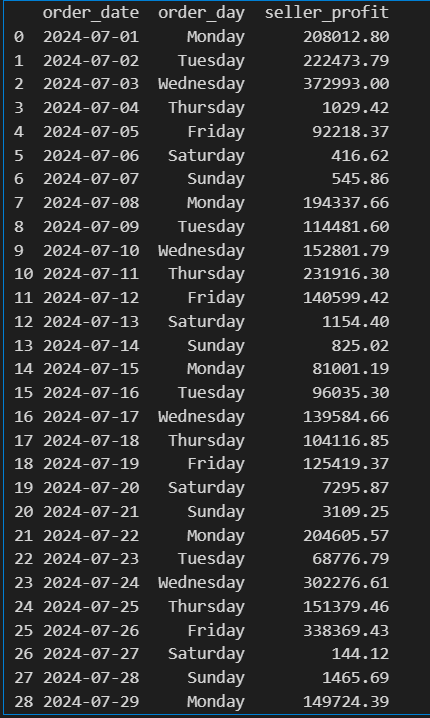 order_date order_day seller_profit
0 2024-07-01 Monday 208012.80
1 2024-07-02 Tuesday 222473.79
2 2024-07-03 Wednesday 372993.00
3 2024-07-04 Thursday 1029.42
4 2024-07-05 Friday 92218.37
5 2024-07-06 Saturday 416.62
6 2024-07-07 Sunday 545.86
7 2024-07-08 Monday 194337.66
8 2024-07-09 Tuesday 114481.60
9 2024-07-10 Wednesday 152801.79
10 2024-07-11 Thursday 231916.30
11 2024-07-12 Friday 140599.42
12 2024-07-13 Saturday 1154.40
13 2024-07-14 Sunday 825.02
14 2024-07-15 Monday 81001.19
15 2024-07-16 Tuesday 96035.30
16 2024-07-17 Wednesday 139584.66
17 2024-07-18 Thursday 104116.85
18 2024-07-19 Friday 125419.37
19 2024-07-20 Saturday 7295.87
20 2024-07-21 Sunday 3109.25
21 2024-07-22 Monday 204605.57
22 2024-07-23 Tuesday 68776.79
23 2024-07-24 Wednesday 302276.61
24 2024-07-25 Thursday 151379.46
25 2024-07-26 Friday 338369.43
26 2024-07-27 Saturday 144.12
27 2024-07-28 Sunday 1465.69
28 2024-07-29 Monday 149724.39